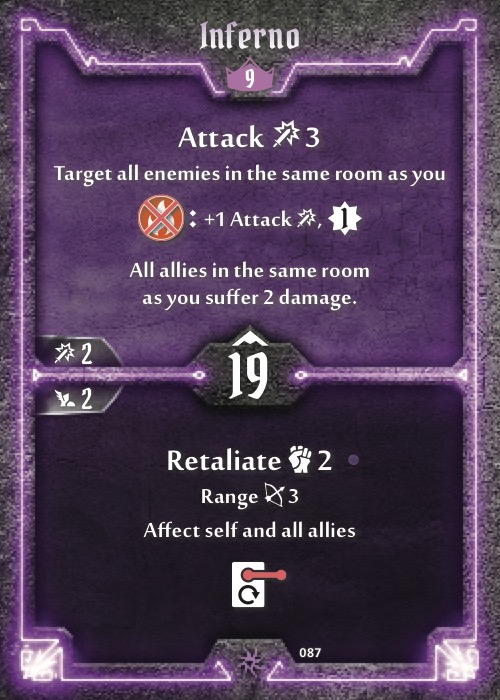 Inferno
9
Attack 3
Target all enemies in the same room as you
: +1 Attack , 1
All allies in the same room
as you suffer 2 damage.
2
19
2
Retaliate 2
Range 3
Affect self and all allies
087